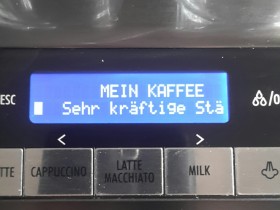 MEIN KAFFEE
ESC Sehr kräftige Stä
< >
CAPPUCCINO LATTE MACCHIATO MILK